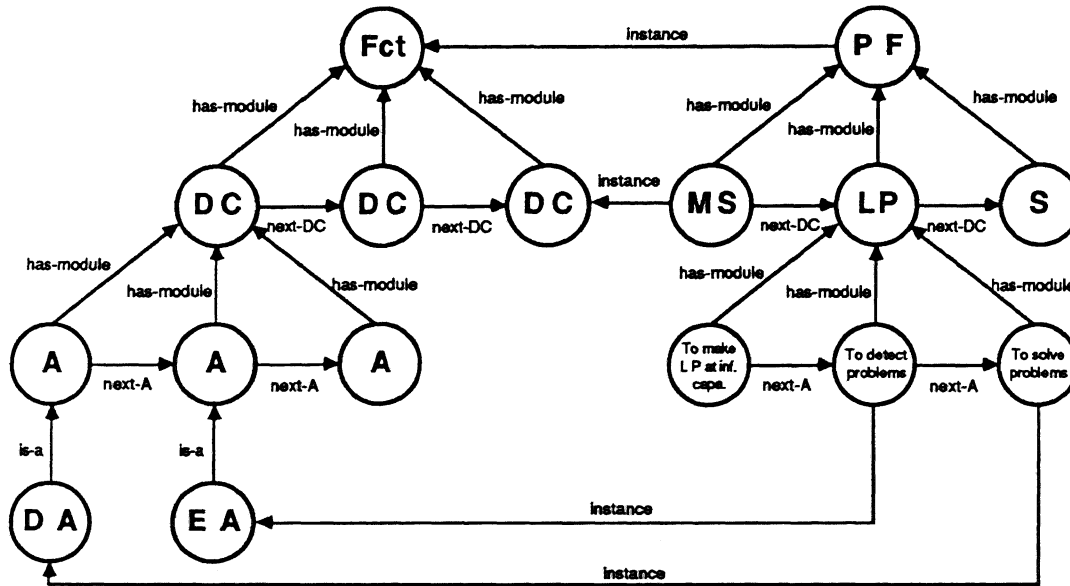 instance
Fct
P F
has-module
has-module
has-module
has-module
has-module
has-module
instance
D C
D C
D C
M S
L P
S
next-DC
next-DC
next-DC
next-DC
has-module
has-module
has-module
has-module
has-module
has-module
A
A
A
To make
L P at inf.
capa.
To detect
problems
To solve
problems
next-A
next-A
next-A
next-A
is-a
is-a
D A
E A
instance
instance